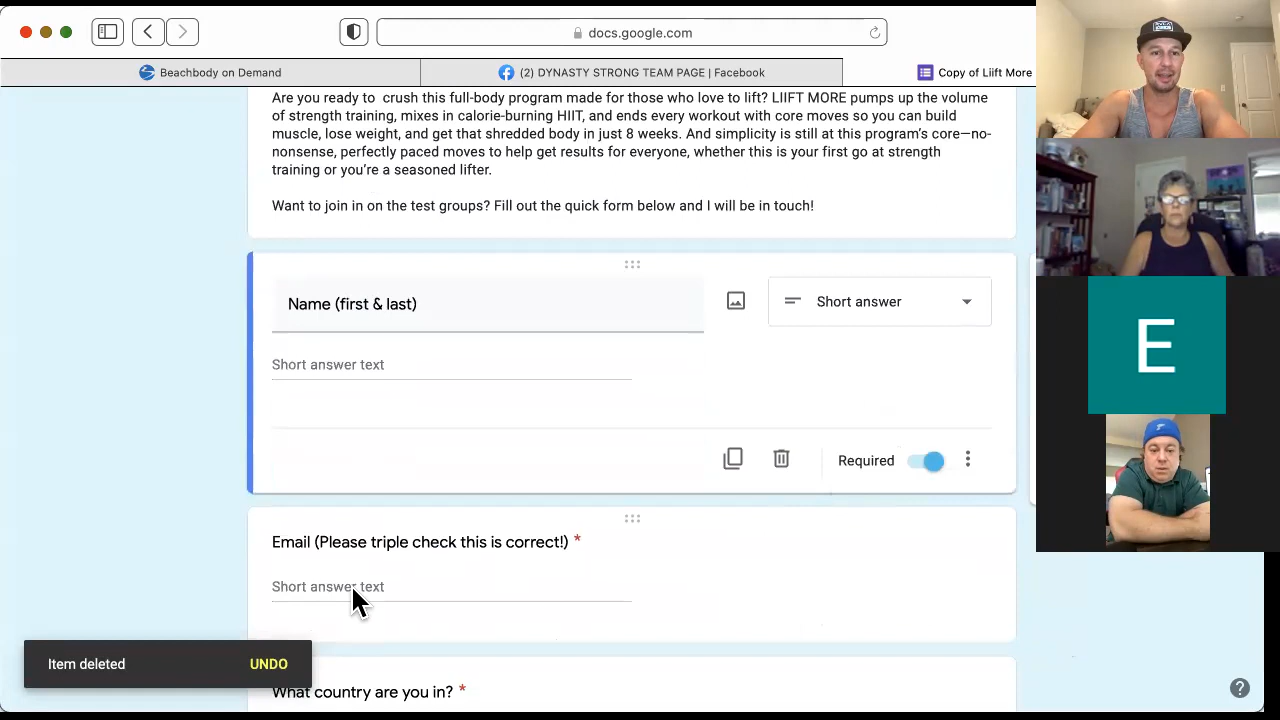 docs.google.com
Beachbody on Demand
(2) DYNASTY STRONG TEAM PAGE | Facebook
Copy of Liift More
Are you ready to  crush this full-body program made for those who love to lift? LIIFT MORE pumps up the volume
of strength training, mixes in calorie-burning HIIT, and ends every workout with core moves so you can build
muscle, lose weight, and get that shredded body in just 8 weeks. And simplicity is still at this program's core—no-
nonsense, perfectly paced moves to help get results for everyone, whether this is your first go at strength
training or you're a seasoned lifter.
Want to join in on the test groups? Fill out the quick form below and I will be in touch!
Name (first & last)
Short answer
Short answer text
Required
Email (Please triple check this is correct!) *
Short answer text
Item deleted
UNDO
What country are you in? *
E